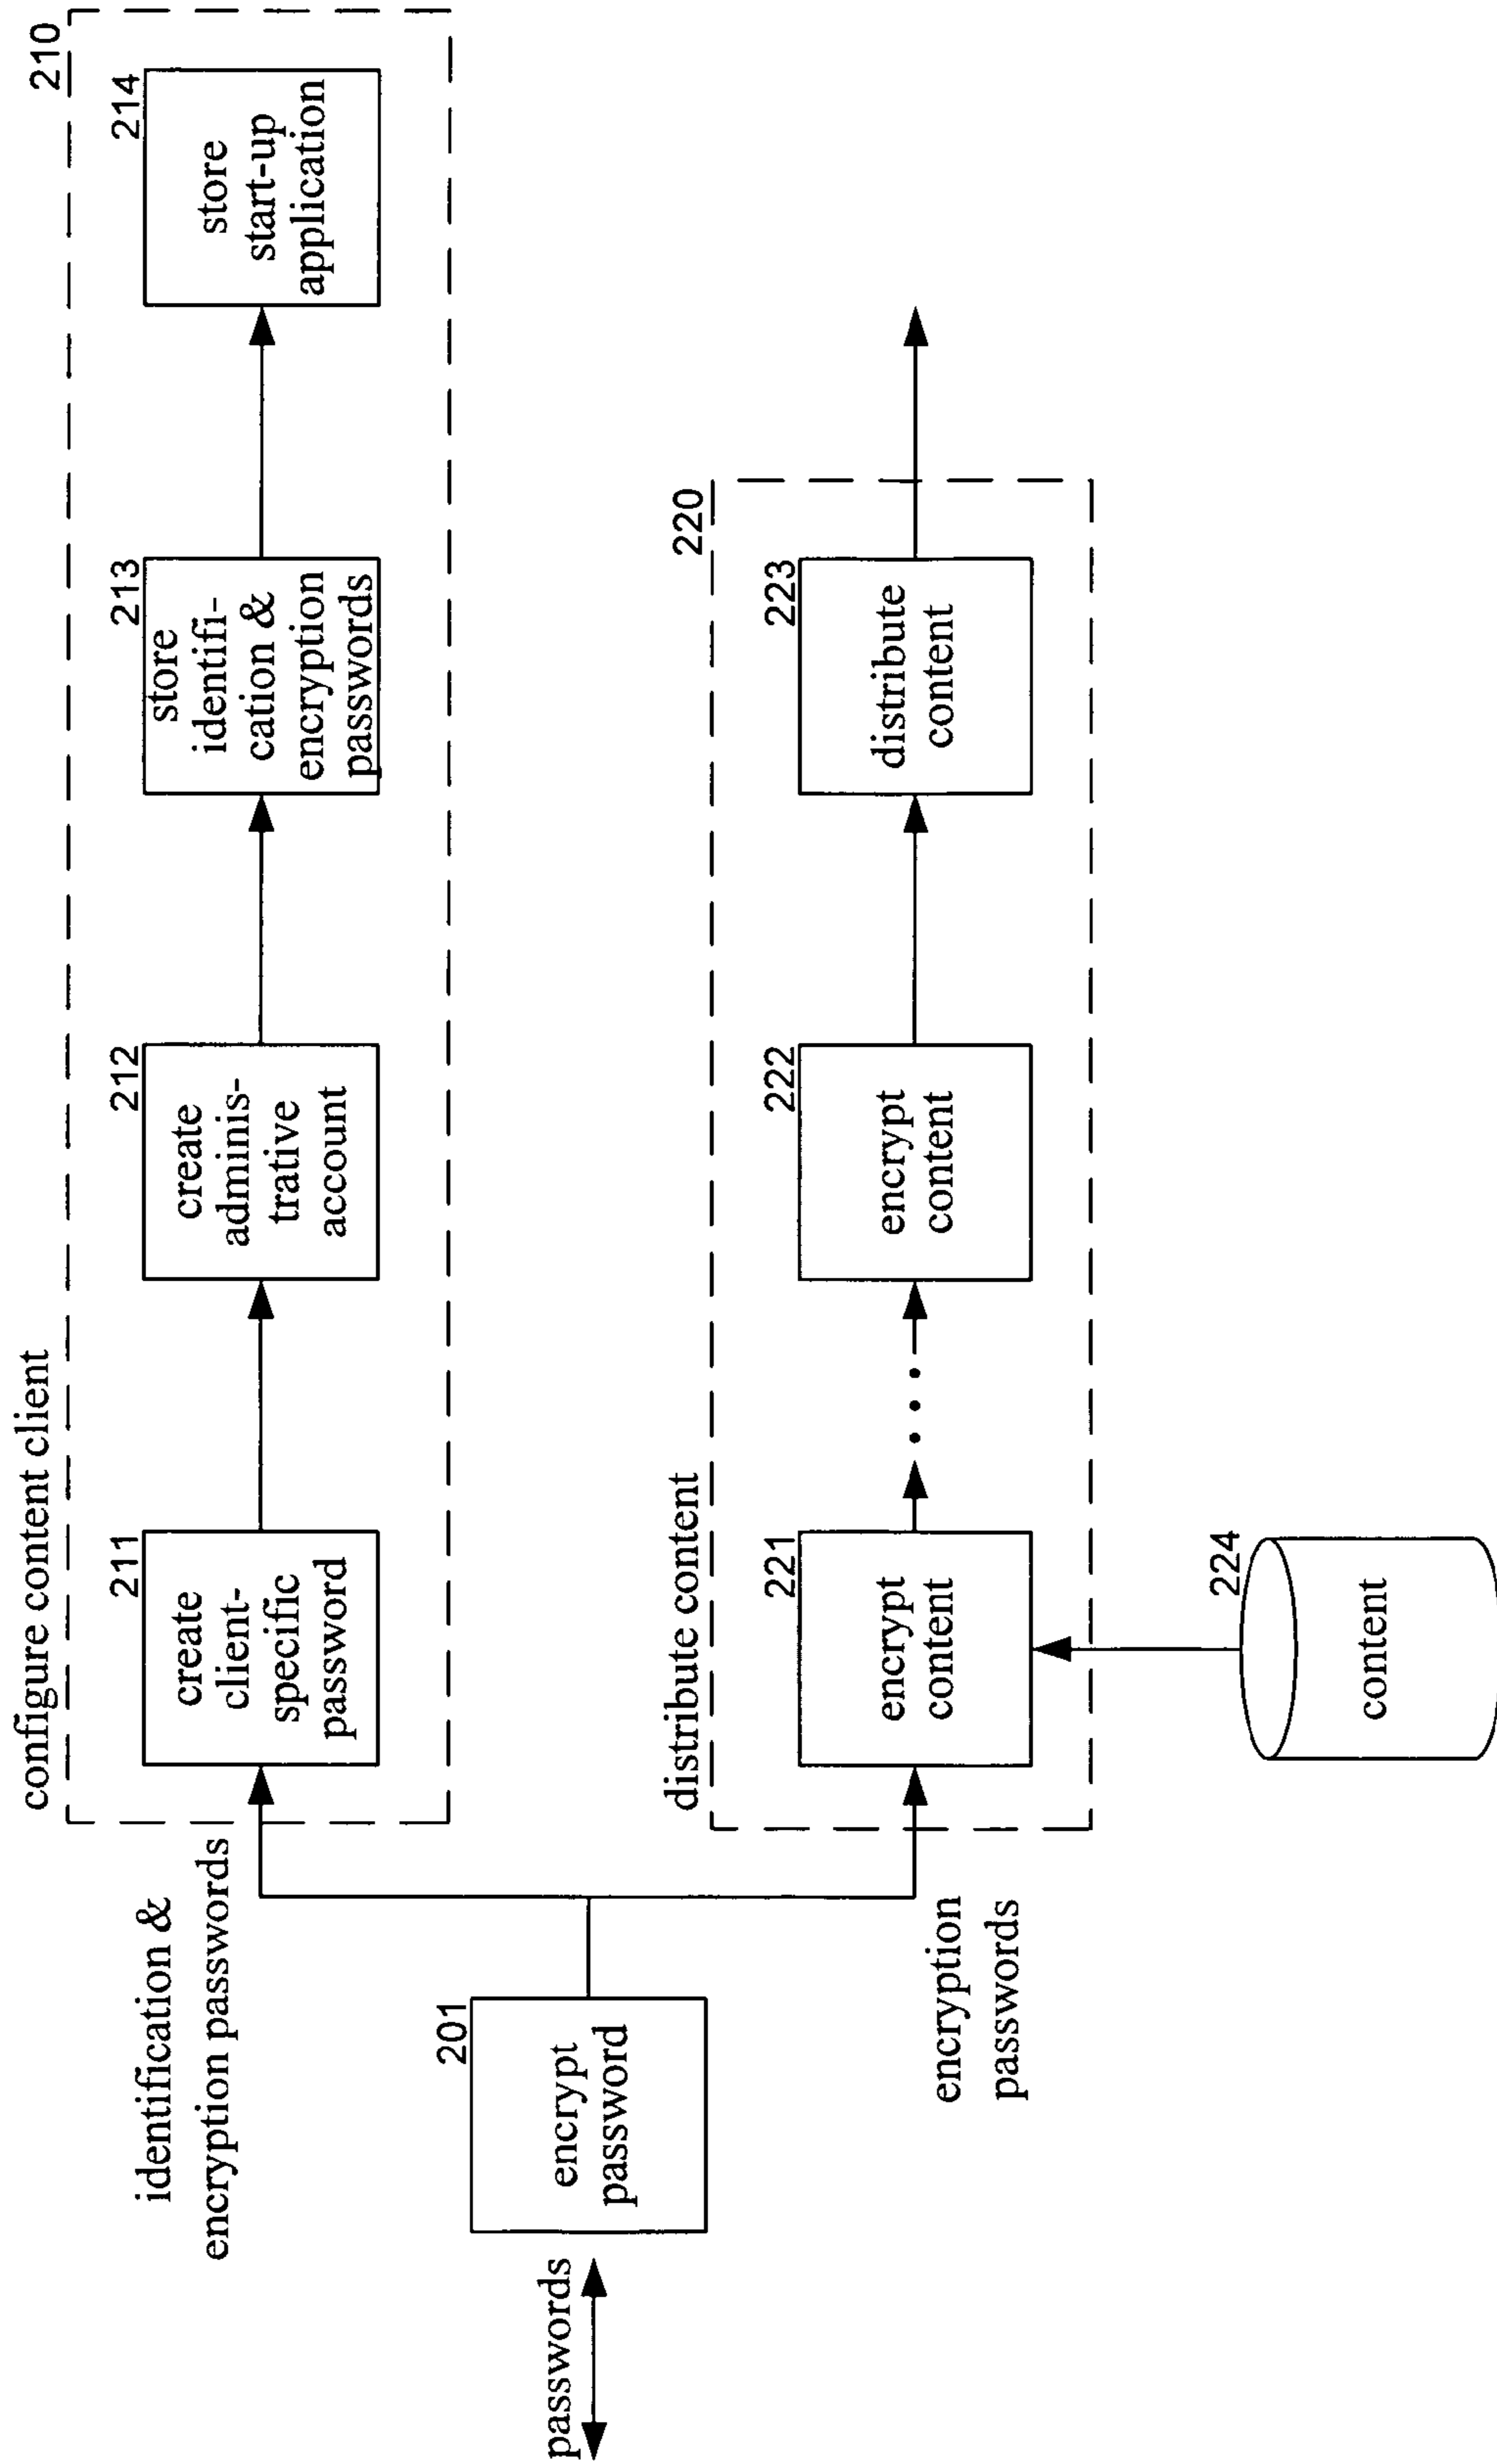 configure content client
210
211
create
client-
specific
password
212
create
adminis-
trative
account
213
store
identifi-
cation &
encryption
passwords
214
store
start-up
application
identification &
encryption passwords
passwords
201
encrypt
password
encryption
passwords
distribute content
220
221
encrypt
content
222
encrypt
content
223
distribute
content
224
content